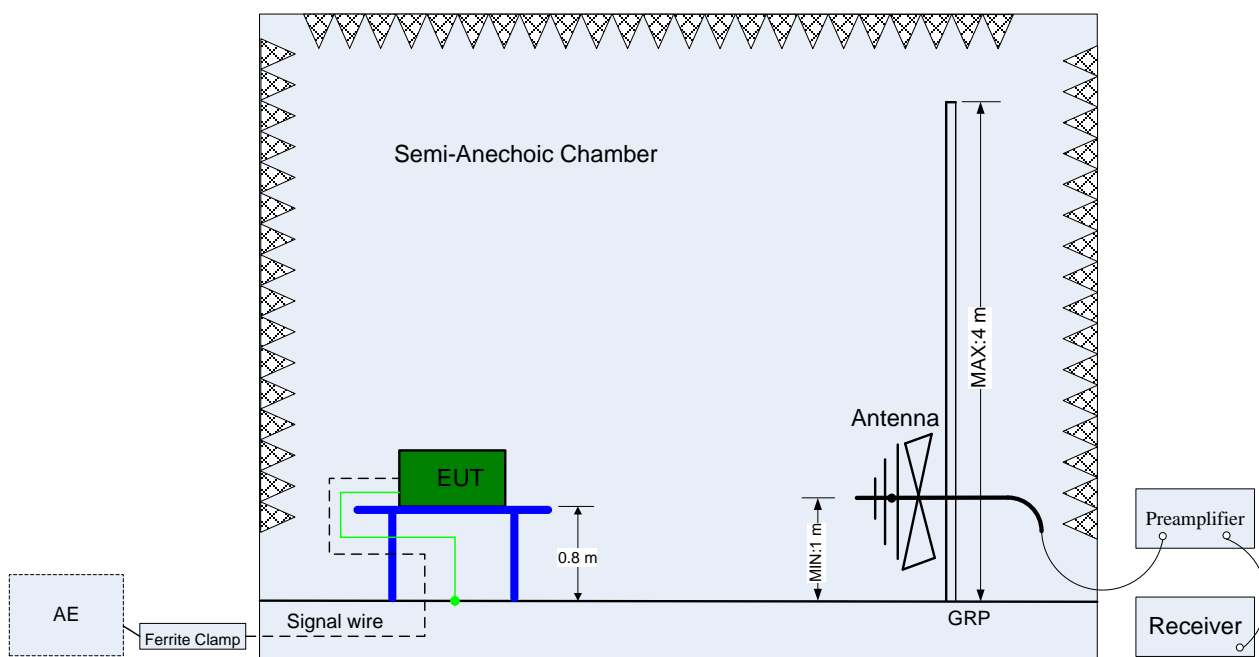 Semi-Anechoic Chamber
MAX:4 m
Antenna
EUT
Preamplifier
0.8 m
MIN:1 m
AE
Ferrite Clamp
Signal wire
GRP
Receiver